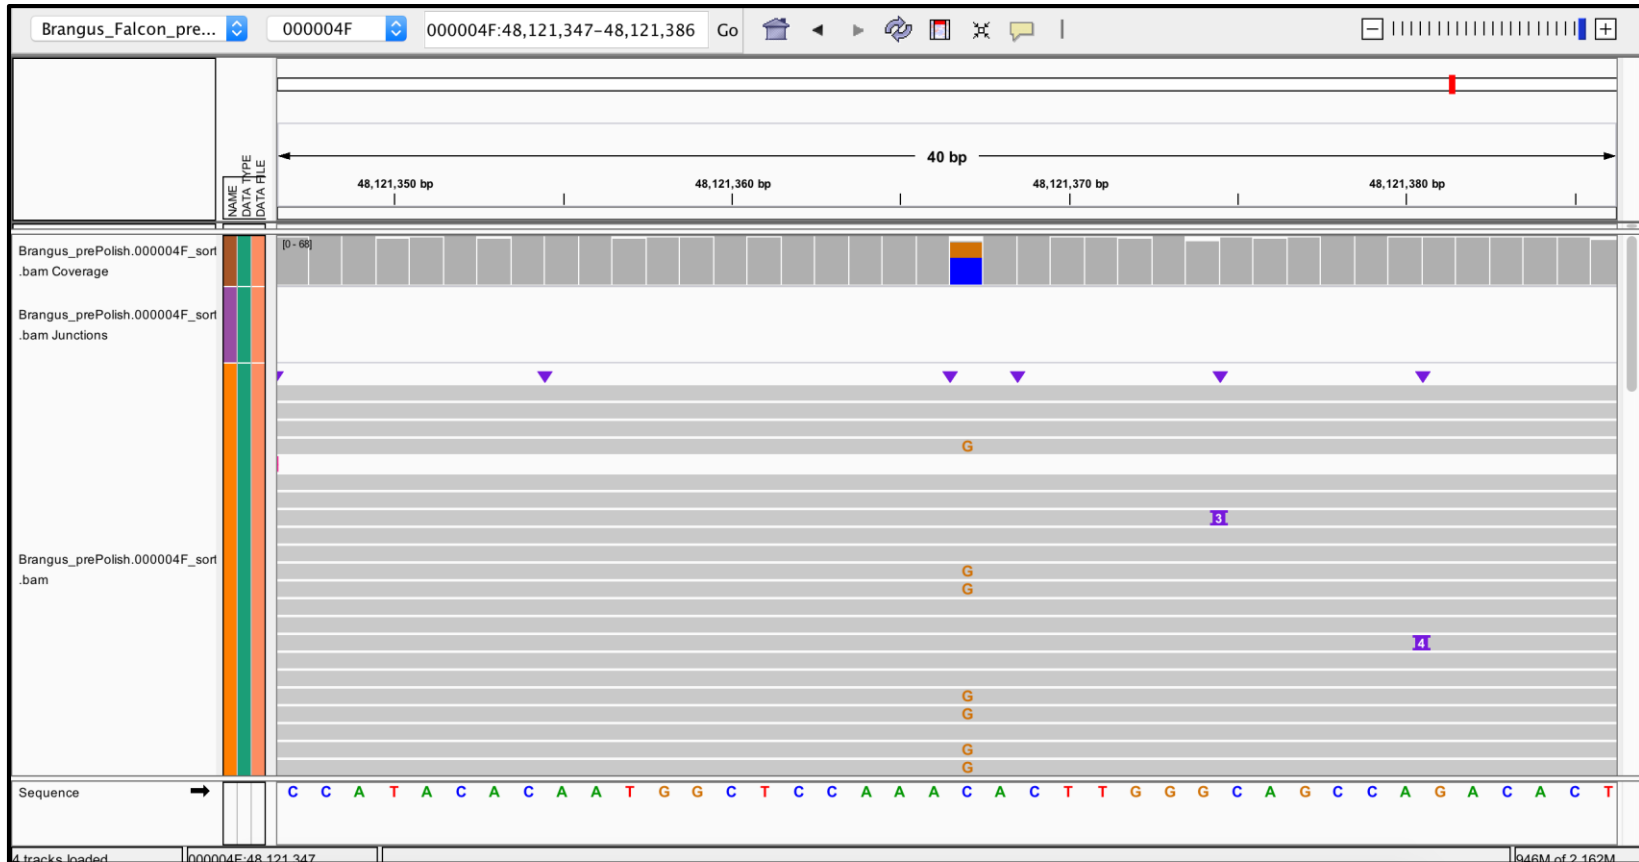 Brangus_Falcon_pre... 000004F 000004F:48,121,347-48,121,386 Go
NAME
DATA TYPE
DATA FILE
40 bp
48,121,350 bp 48,121,360 bp 48,121,370 bp 48,121,380 bp
Brangus_prePolish.000004F_sort
.bam Coverage
[0 - 68]
Brangus_prePolish.000004F_sort
.bam Junctions
G
3
Brangus_prePolish.000004F_sort
.bam
G
G
4
G
G
G
G
Sequence C C A T A C A C A A T G G C T C C A A A C A C T T G G G C A G C C A G A C A C T
4 tracks loaded 000004F:48,121,347 946M of 2,162M